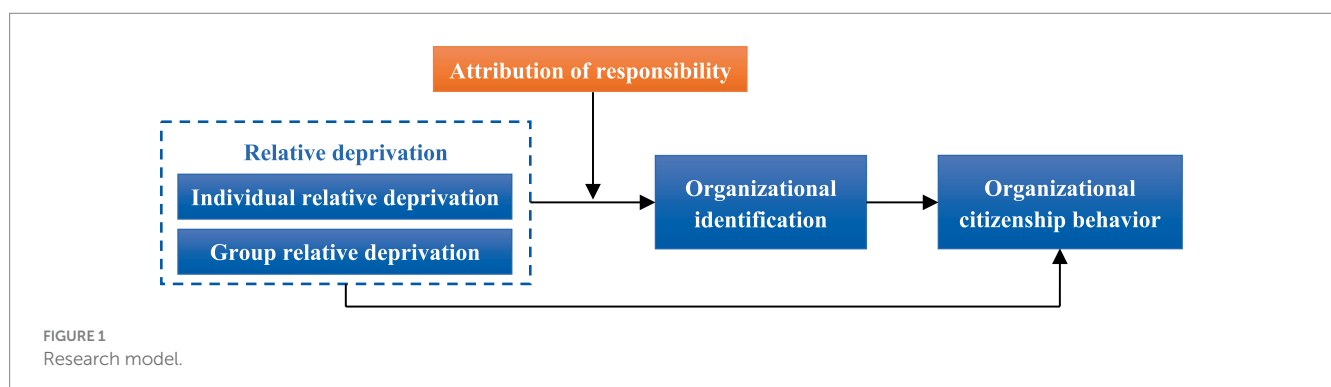 Attribution of responsibility
Relative deprivation
Individual relative deprivation
Group relative deprivation
Organizational
identification
Organizational
citizenship behavior
FIGURE 1
Research model.